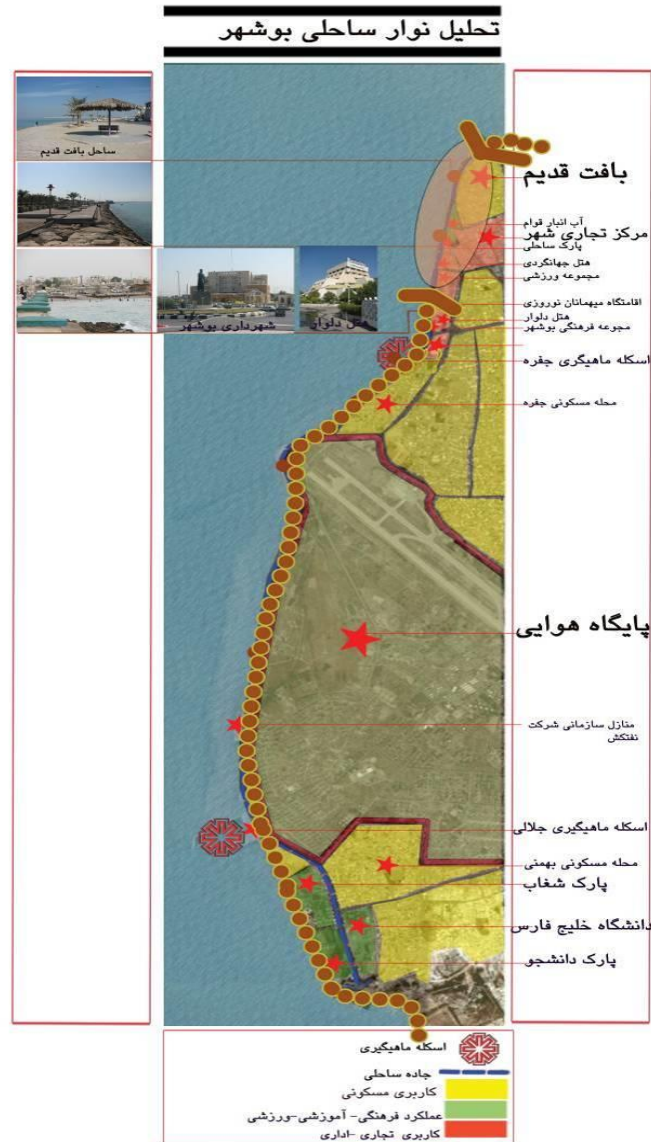 تحلیل نوار ساحلی بوشهر
ساحل بافت قدیم
شهرداری بوشهر
هتل دلوار
بافت قدیم
آب انبار قوام
مرکز تجاری شهر
پارک ساحلی
هتل جهانگردی
مجموعه ورزشی
اقامتگاه میهمانان نوروزی
هتل دلوار
مجوعه فرهنگی بوشهر
اسکله ماهیگری جفره
محله مسکونی جفره
پایگاه هوایی
منازل سازمانی شرکت
نفتکش
اسکله ماهیگیری جلالی
محله مسکونی بهمنی
پارک شغاب
دانشگاه خلیج فارس
پارک دانشجو
اسکله ماهیگیری
جاده ساحلی
کاربری مسکونی
عملکرد فرهنگی- آموزشی-ورزشی
کاربری تجاری -اداری